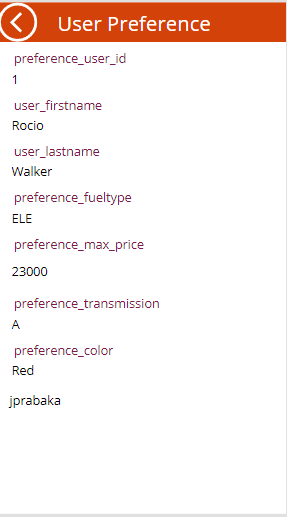 User Preference
preference_user_id
1
user_firstname
Rocio
user_lastname
Walker
preference_fueltype
ELE
preference_max_price
23000
preference_transmission
A
preference_color
Red
jprabaka